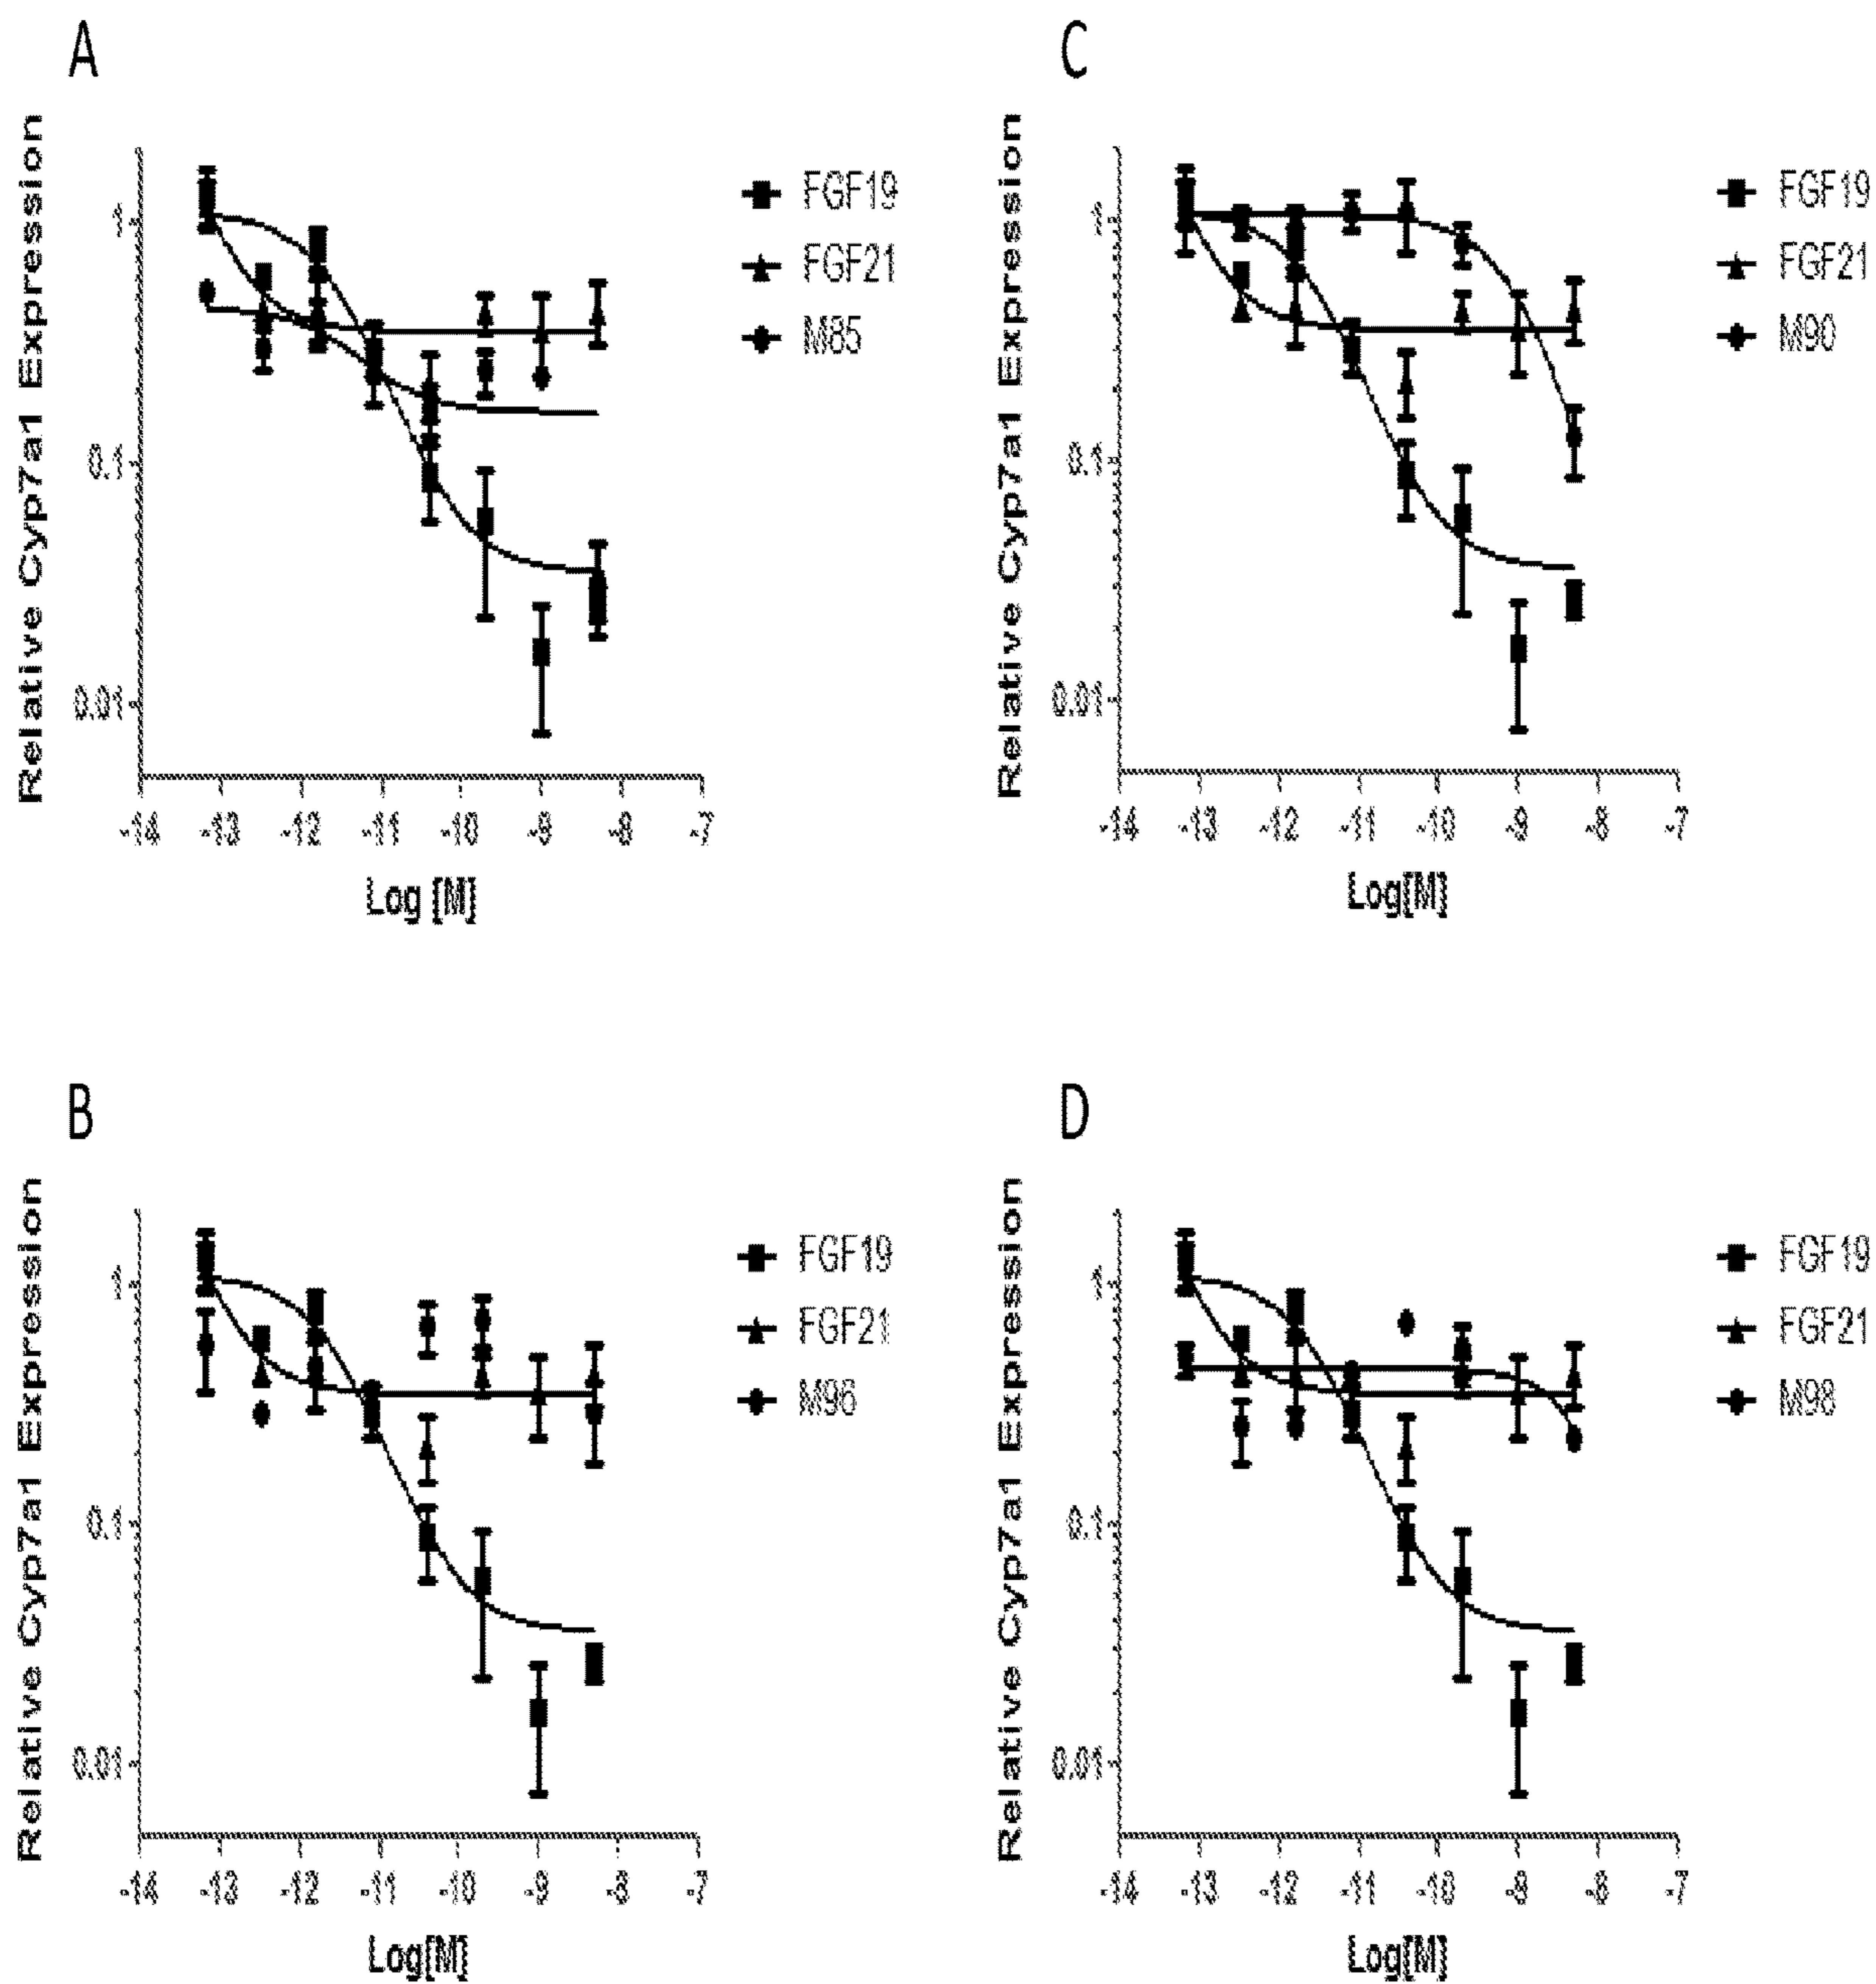 A
Relative Cyp7a1 Expression
1
0.1
0.01
-14 -13 -12 -11 -10 -9 -8 -7
Log [M]
FGF19
FGF21
M85
C
Relative Cyp7a1 Expression
1
0.1
0.01
-14 -13 -12 -11 -10 -9 -8 -7
Log[M]
FGF19
FGF21
M90
B
Relative Cyp7a1 Expression
1
0.1
0.01
-14 -13 -12 -11 -10 -9 -8 -7
Log[M]
FGF19
FGF21
M96
D
Relative Cyp7a1 Expression
1
0.1
0.01
-14 -13 -12 -11 -10 -9 -8 -7
Log[M]
FGF19
FGF21
M98